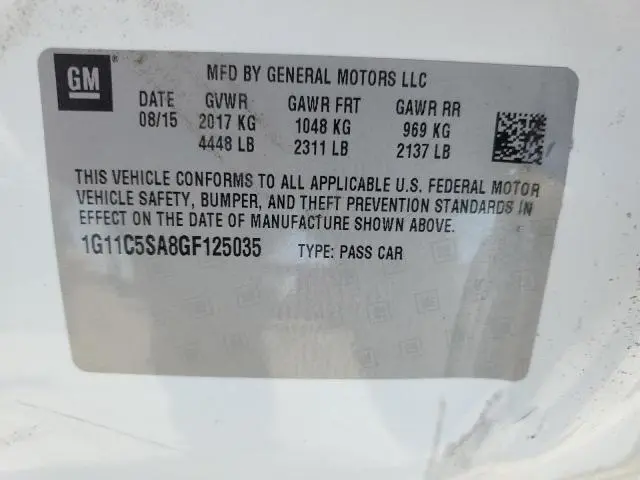 GM
MFD BY GENERAL MOTORS LLC
DATE GVWR GAWR FRT GAWR RR
08/15 2017 KG 1048 KG 969 KG
4448 LB 2311 LB 2137 LB
THIS VEHICLE CONFORMS TO ALL APPLICABLE U.S. FEDERAL MOTOR
VEHICLE SAFETY, BUMPER, AND THEFT PREVENTION STANDARDS IN
EFFECT ON THE DATE OF MANUFACTURE SHOWN ABOVE.
1G11C5SA8GF125035 TYPE: PASS CAR